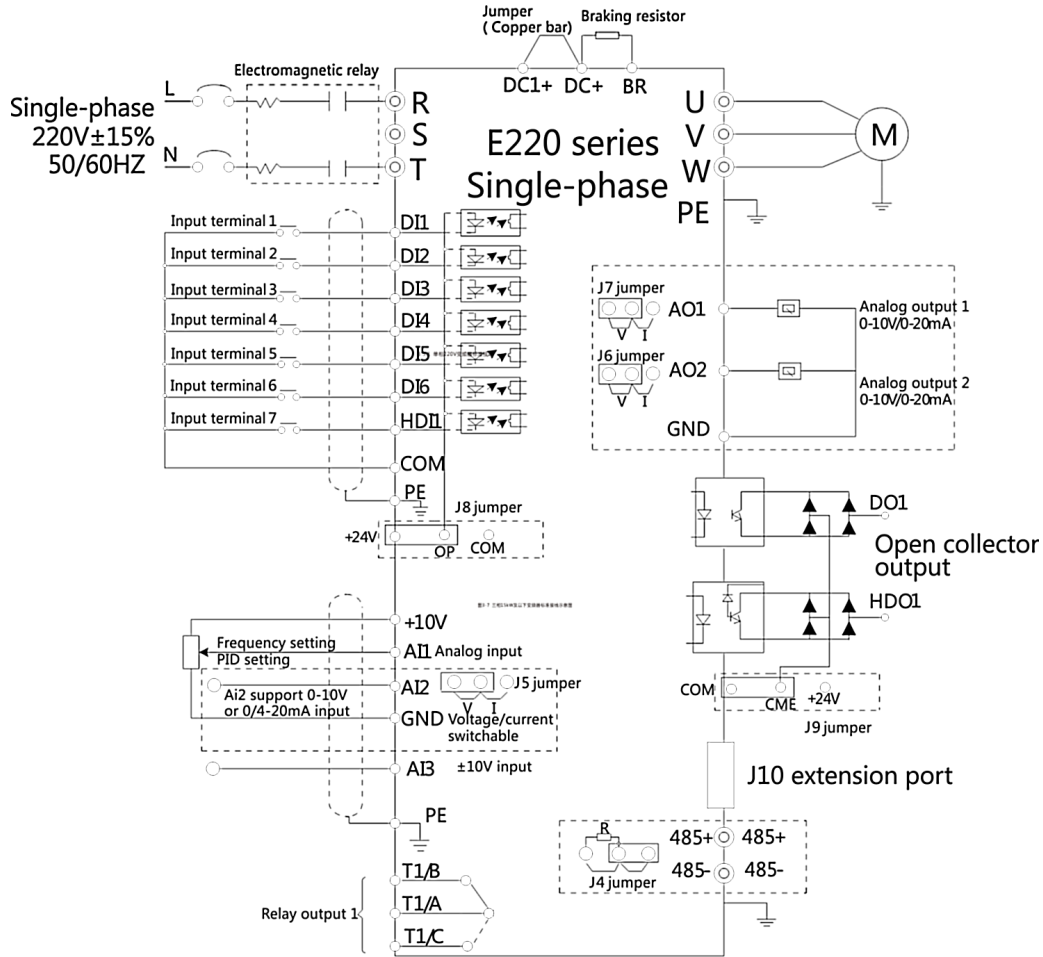 Jumper
( Copper bar)
Braking resistor
Electromagnetic relay
DC1+ DC+ BR
L
Single-phase
220V±15%
50/60HZ
N
R
S
T
E220 series
Single-phase
U
V
W
PE
M
Input terminal 1
DI1
Input terminal 2
DI2
Input terminal 3
DI3
Input terminal 4
DI4
Input terminal 5
DI5
Input terminal 6
DI6
Input terminal 7
HDI1
COM
PE
J8 jumper
+24V
OP
COM
J7 jumper
V I
AO1
Analog output 1
0-10V/0-20mA
J6 jumper
V I
AO2
Analog output 2
0-10V/0-20mA
GND
DO1
Open collector
output
HDO1
+10V
Frequency setting
PID setting
AI1 Analog input
Ai2 support 0-10V
or 0/4-20mA input
AI2
J5 jumper
V I
GND
Voltage/current
switchable
AI3
±10V input
PE
COM
CME
+24V
J9 jumper
J10 extension port
R
485+ 485+
485- 485-
J4 jumper
T1/B
Relay output 1
T1/A
T1/C